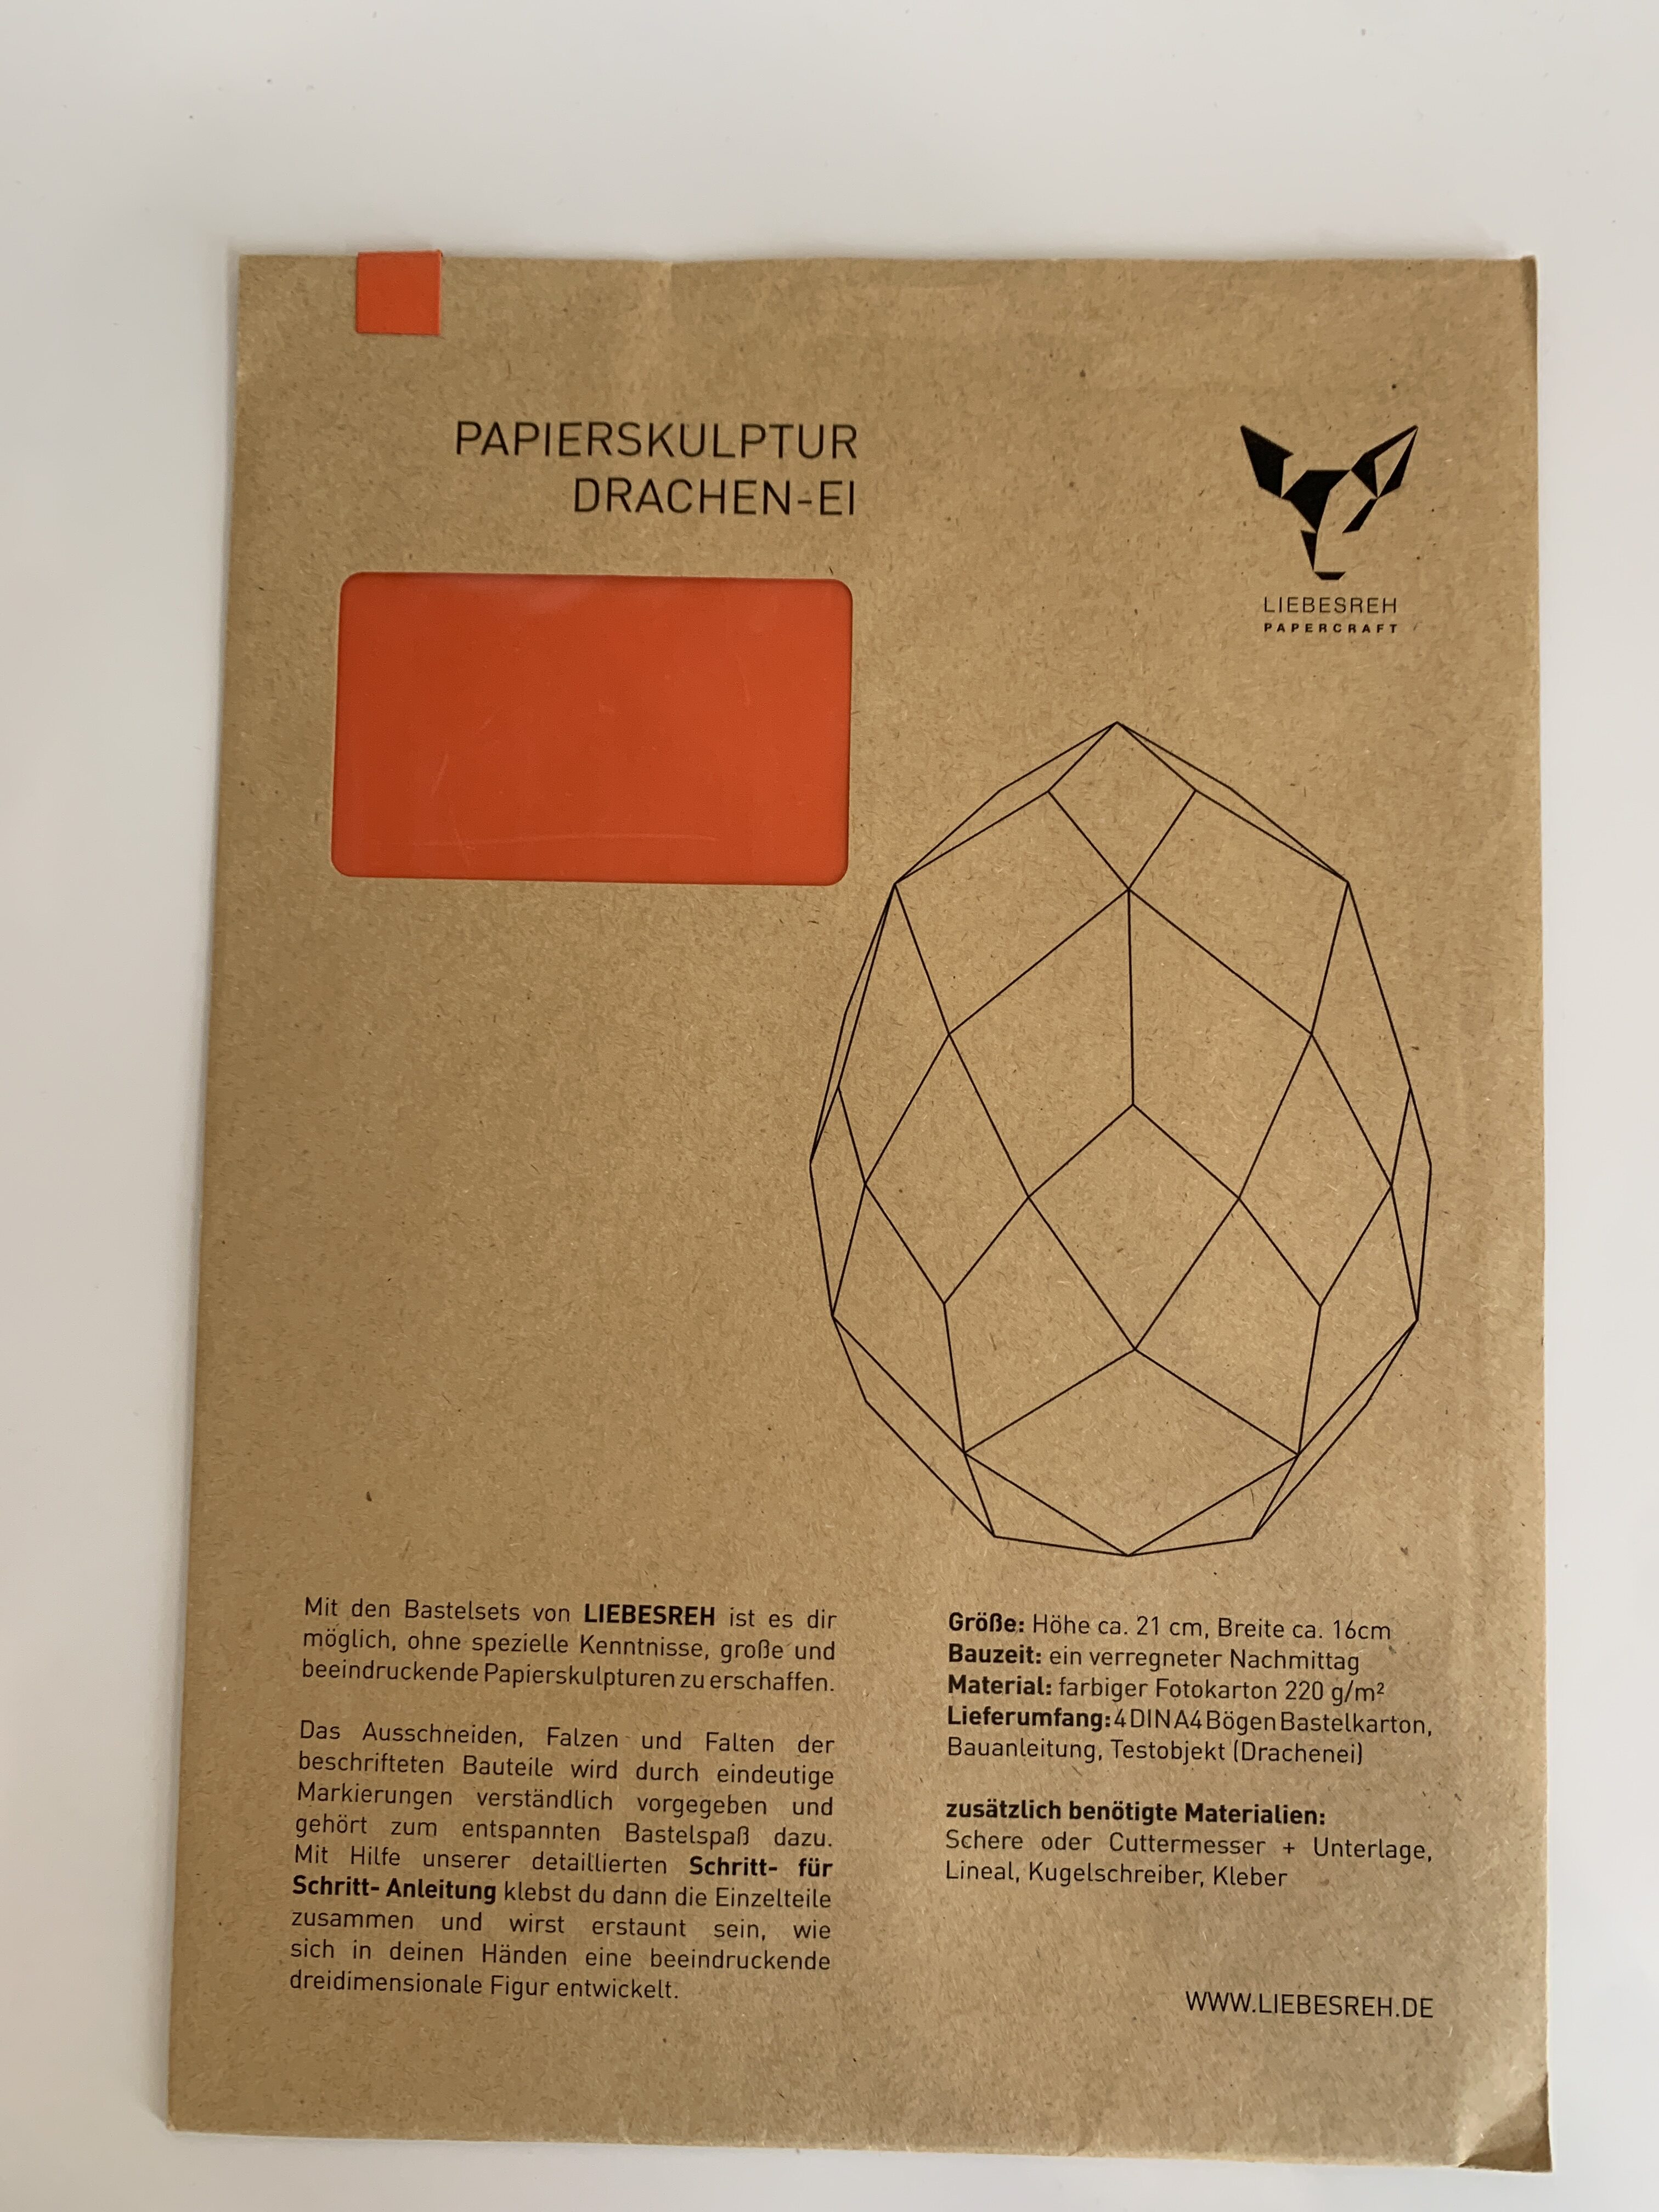 PAPIERSKULPTUR
DRACHEN-EI
LIEBESREH
PAPERCRAFT
Mit den Bastelsets von LIEBESREH ist es dir
möglich, ohne spezielle Kenntnisse, große und
beeindruckende Papierskulpturen zu erschaffen.
Das Ausschneiden, Falzen und Falten der
beschrifteten Bauteile wird durch eindeutige
Markierungen verständlich vorgegeben und
gehört zum entspannten Bastelspaß dazu.
Mit Hilfe unserer detaillierten Schritt- für
Schritt- Anleitung klebst du dann die Einzelteile
zusammen und wirst erstaunt sein, wie
sich in deinen Händen eine beeindruckende
dreidimensionale Figur entwickelt.
Größe: Höhe ca. 21 cm, Breite ca. 16cm
Bauzeit: ein verregneter Nachmittag
Material: farbiger Fotokarton 220 g/m²
Lieferumfang: 4 DIN A4 Bögen Bastelkarton,
Bauanleitung, Testobjekt (Drachenei)
zusätzlich benötigte Materialien:
Schere oder Cuttermesser + Unterlage,
Lineal, Kugelschreiber, Kleber
WWW.LIEBESREH.DE